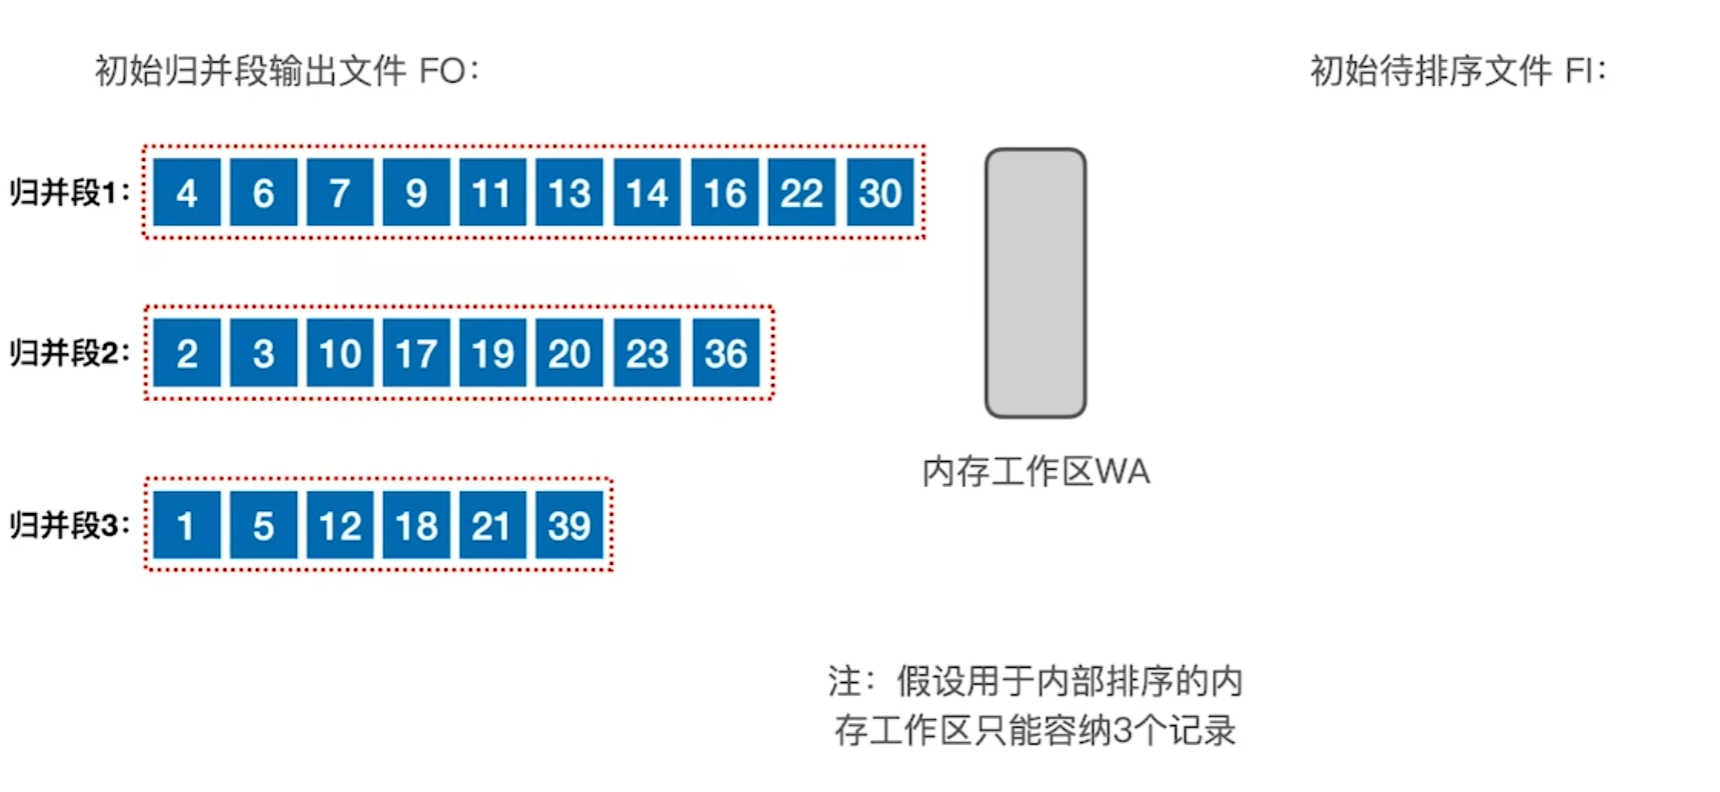 初始归并段输出文件 FO：
初始待排序文件 FI：
归并段1： 4 6 7 9 11 13 14 16 22 30
归并段2： 2 3 10 17 19 20 23 36
归并段3： 1 5 12 18 21 39
内存工作区WA
注：假设用于内部排序的内
存工作区只能容纳3个记录